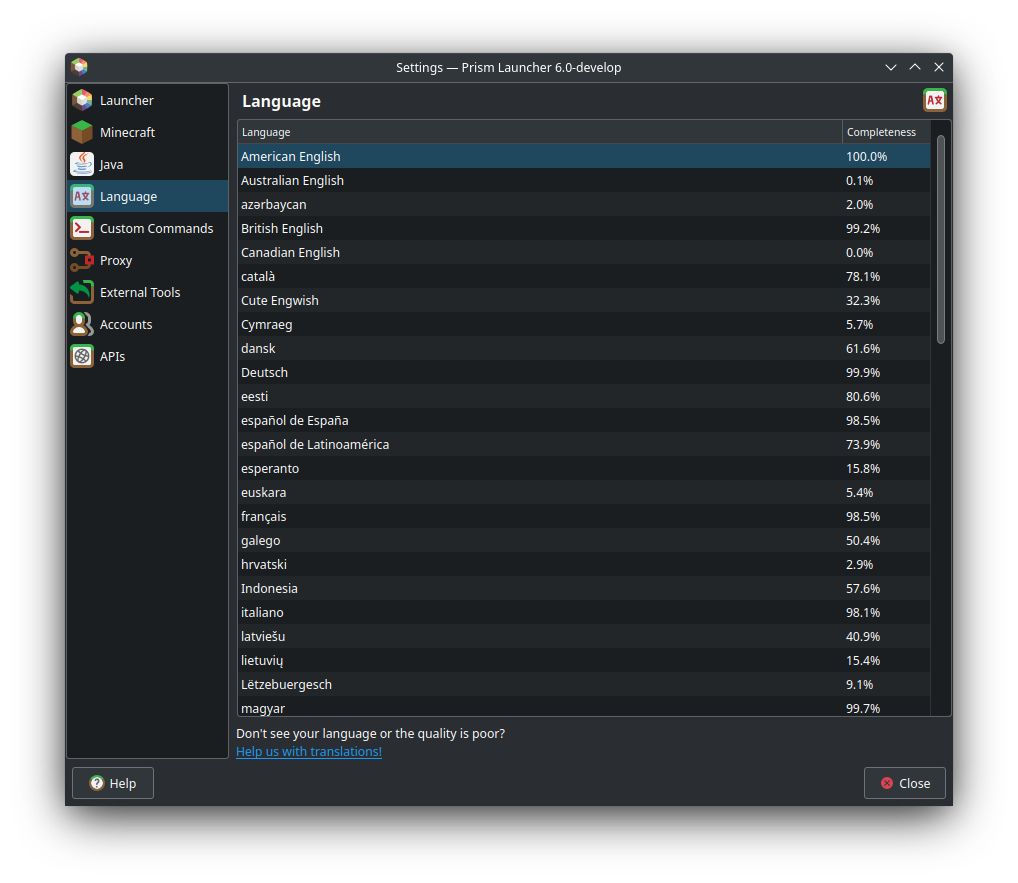 Settings — Prism Launcher 6.0-develop
Launcher
Minecraft
Java
Language
Custom Commands
Proxy
External Tools
Accounts
APIs
Language
Language Completeness
American English 100.0%
Australian English 0.1%
azərbaycan 2.0%
British English 99.2%
Canadian English 0.0%
català 78.1%
Cute Engwish 32.3%
Cymraeg 5.7%
dansk 61.6%
Deutsch 99.9%
eesti 80.6%
español de España 98.5%
español de Latinoamérica 73.9%
esperanto 15.8%
euskara 5.4%
français 98.5%
galego 50.4%
hrvatski 2.9%
Indonesia 57.6%
italiano 98.1%
latviešu 40.9%
lietuvių 15.4%
Lëtzebuergesch 9.1%
magyar 99.7%
Don't see your language or the quality is poor?
Help us with translations!
Help
Close